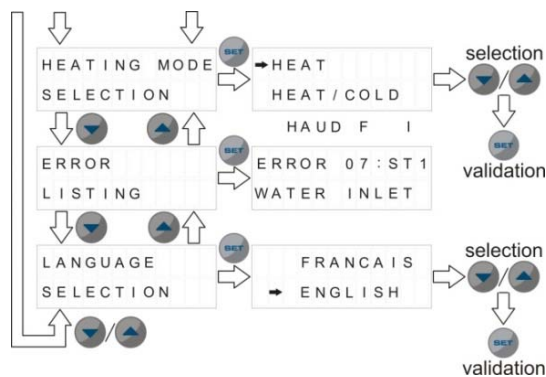 HEATING MODE
SELECTION
SET
HEAT
HEAT/COLD
HAUD F I
selection
/
SET
validation
ERROR
LISTING
SET
ERROR 07:ST1
WATER INLET
LANGUAGE
SELECTION
SET
FRANCAIS
ENGLISH
selection
/
SET
validation
/